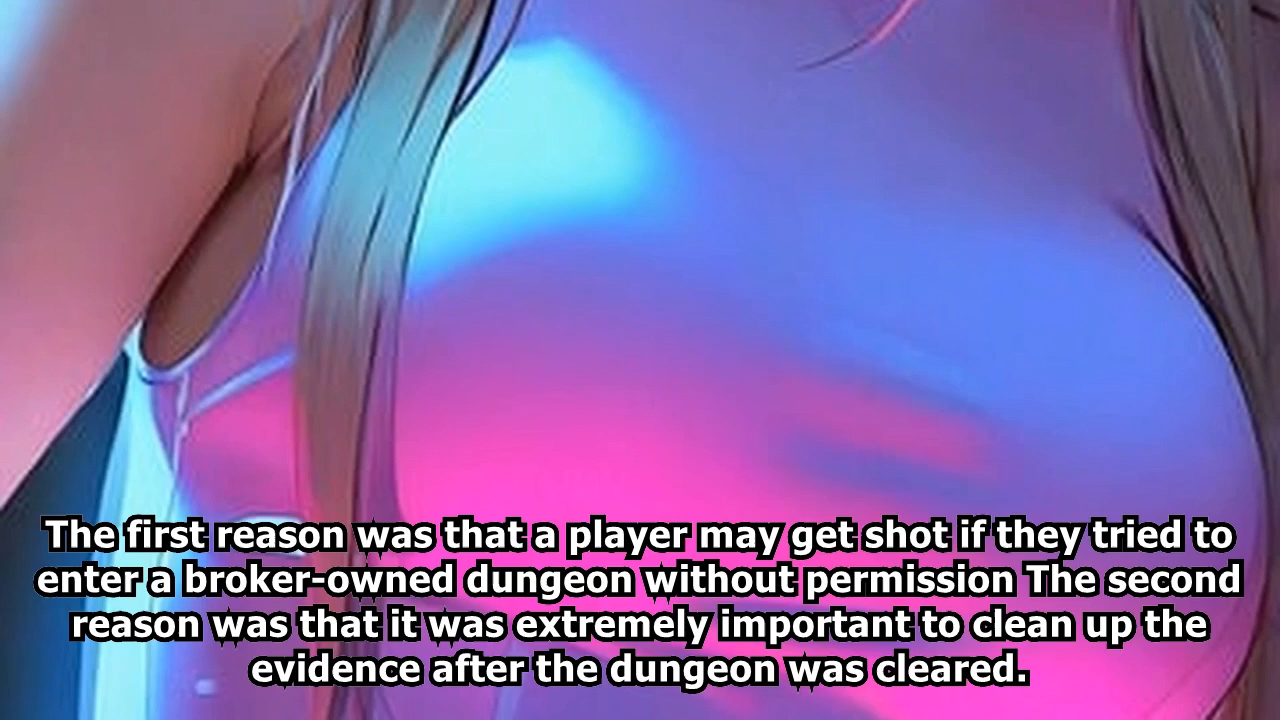 The first reason was that a player may get shot if they tried to
enter a broker-owned dungeon without permission The second
reason was that it was extremely important to clean up the
evidence after the dungeon was cleared.